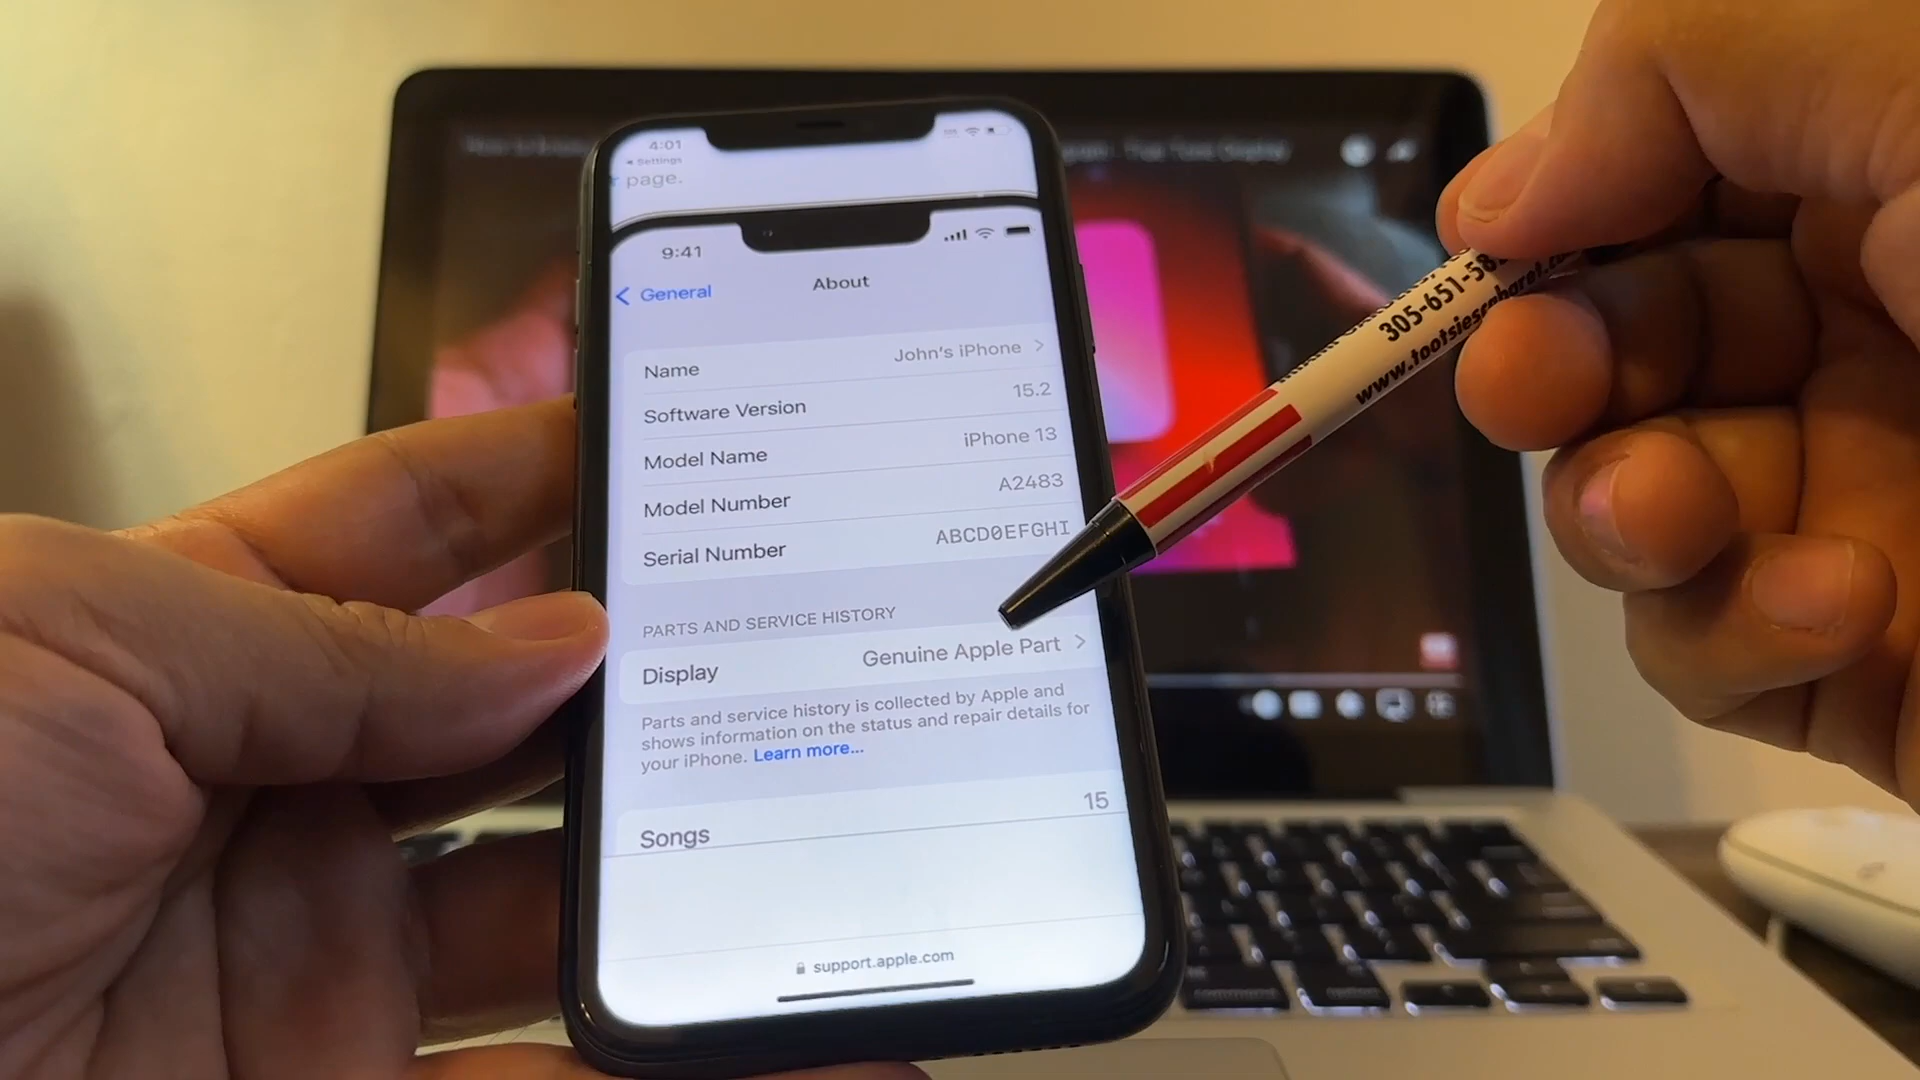 4:01
Settings
page.
9:41
General
About
Name John's iPhone
Software Version 15.2
Model Name iPhone 13
Model Number A2483
Serial Number ABCD0EFGHI
PARTS AND SERVICE HISTORY
Display Genuine Apple Part
Parts and service history is collected by Apple and
shows information on the status and repair details for
your iPhone. Learn more...
Songs 15
support.apple.com
305-651-58
www.tootsiescabaret.co